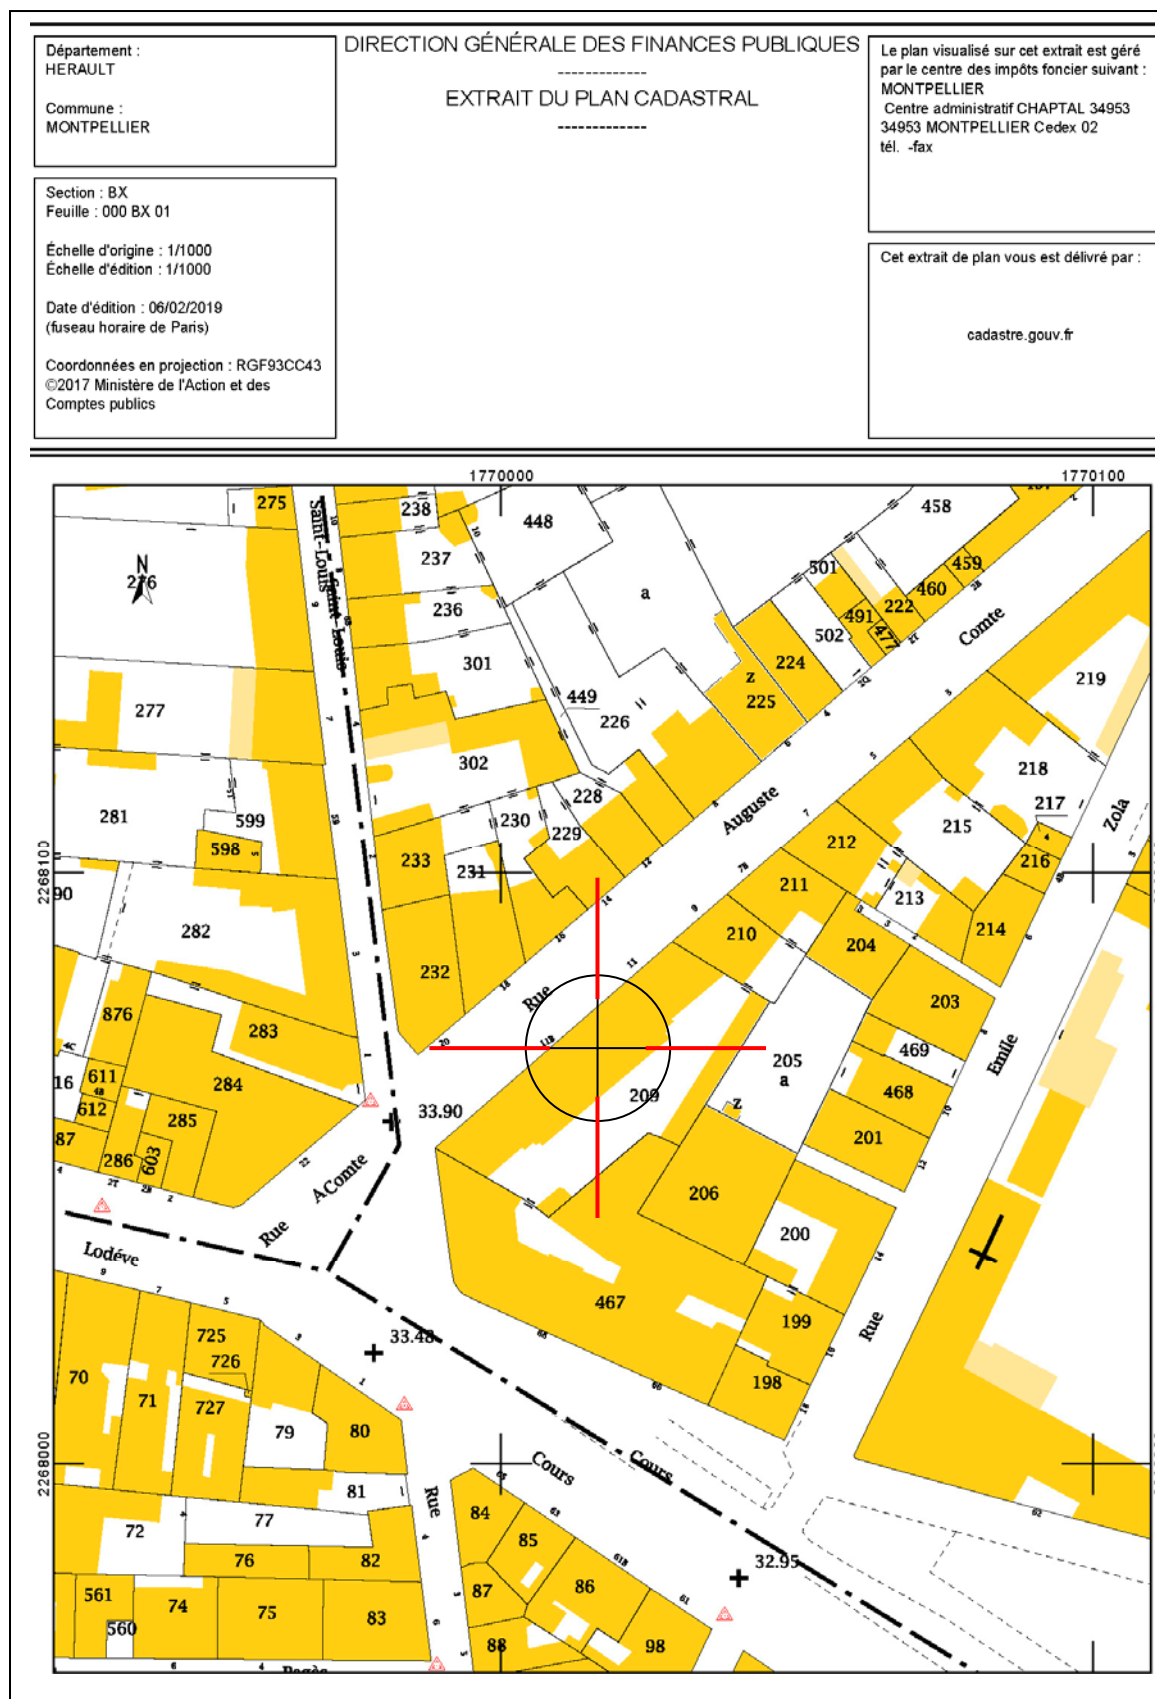 Département :
HERAULT
Commune :
MONTPELLIER
DIRECTION GÉNÉRALE DES FINANCES PUBLIQUES
-------------
EXTRAIT DU PLAN CADASTRAL
-------------
Le plan visualisé sur cet extrait est géré
par le centre des impôts foncier suivant :
MONTPELLIER
Centre administratif CHAPTAL 34953
34953 MONTPELLIER Cedex 02
tél. -fax
Section : BX
Feuille : 000 BX 01
Échelle d'origine : 1/1000
Échelle d'édition : 1/1000
Date d'édition : 06/02/2019
(fuseau horaire de Paris)
Coordonnées en projection : RGF93CC43
©2017 Ministère de l'Action et des
Comptes publics
Cet extrait de plan vous est délivré par :
cadastre.gouv.fr
1770000
1770100
275
238
448
458
Saint-Louis
237
501
459
N
276
460
a
222
236
491
Saint-Louis
502
477
Comte
301
224
219
z
449
225
277
226
302
218
228
217
Zola
281
599
230
Auguste
215
229
598
212
216
233
231
2268100
211
90
213
282
210
214
204
232
Rue
203
876
283
469
Emile
205
16
611
284
a
468
612
209
285
33.90
z
87
201
286
603
AComte
206
Rue
200
Lodéve
467
199
Rue
725
33.48
726
70
71
727
198
79
80
Cours
Cours
2268000
81
Rue
72
77
84
85
76
82
32.95
87
86
561
74
75
83
560
88
98